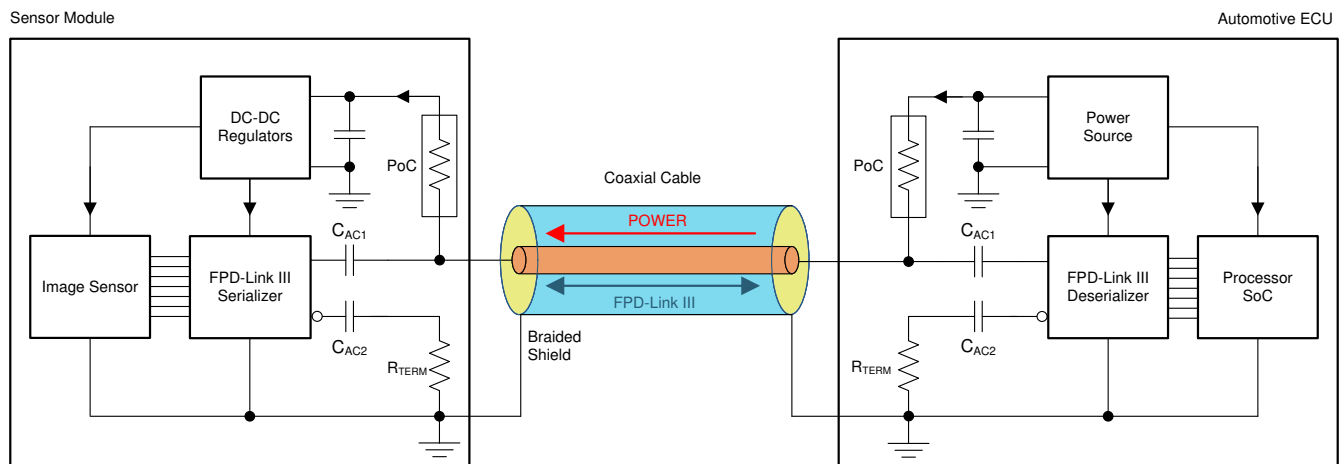 Sensor Module
Automotive ECU
DC-DC
Regulators
PoC
Coaxial Cable
PoC
Power
Source
POWER
CAC1
CAC1
Image Sensor
FPD-Link III
Serializer
FPD-Link III
FPD-Link III
Deserializer
Processor
SoC
CAC2
Braided
Shield
CAC2
RTERM
RTERM